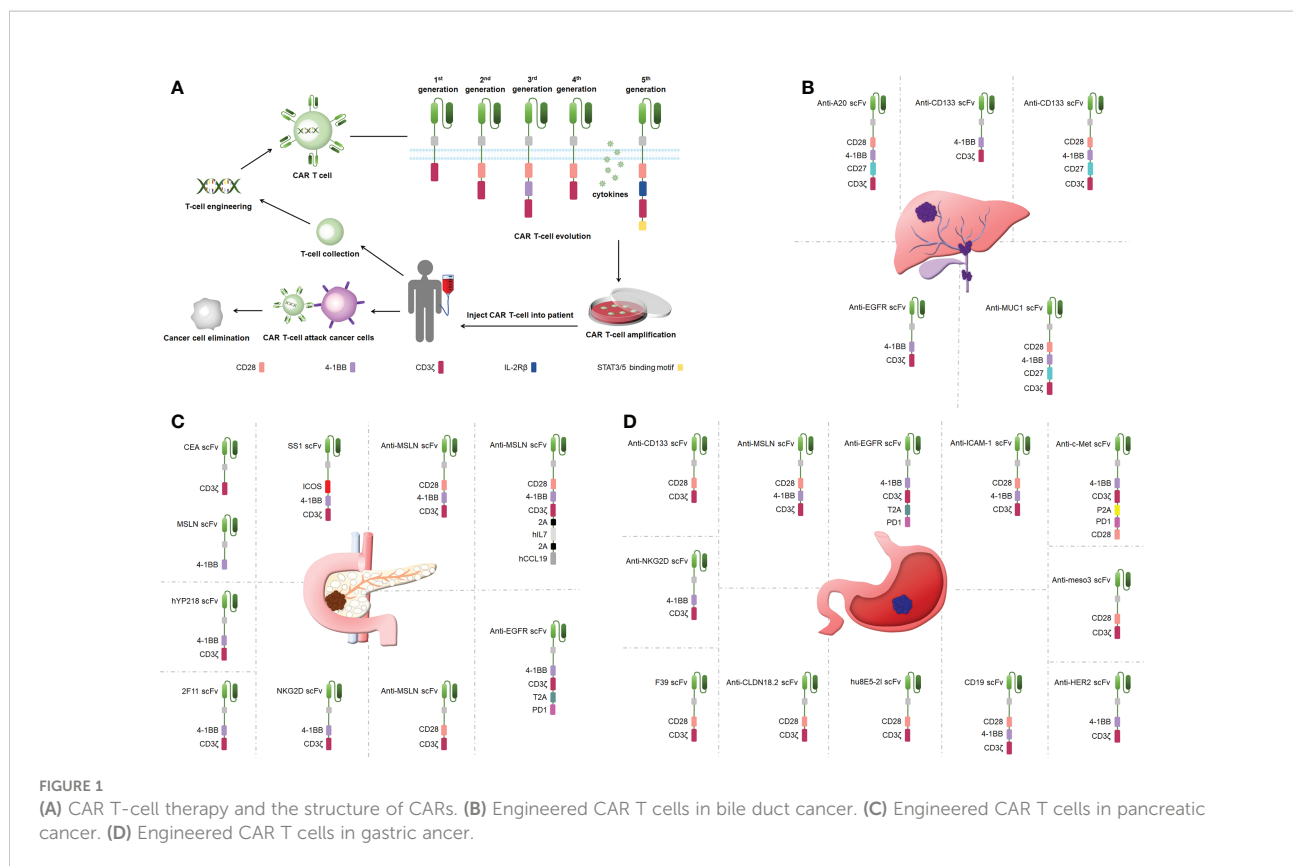 A
1st
generation
2nd
generation
3rd
generation
4th
generation
5th
generation
XXX
CAR T cell
cytokines
T-cell engineering
CAR T-cell evolution
T-cell collection
XXX
Inject CAR T-cell into patient
Cancer cell elimination
CAR T-cell attack cancer cells
CAR T-cell amplification
CD28
4-1BB
CD3ζ
IL-2Rβ
STAT3/5 binding motif
B
Anti-A20 scFv
CD28
4-1BB
CD27
CD3ζ
Anti-CD133 scFv
4-1BB
CD3ζ
Anti-CD133 scFv
CD28
4-1BB
CD27
CD3ζ
Anti-EGFR scFv
4-1BB
CD3ζ
Anti-MUC1 scFv
CD28
4-1BB
CD27
CD3ζ
C
CEA scFv
CD3ζ
SS1 scFv
ICOS
4-1BB
CD3ζ
Anti-MSLN scFv
CD28
4-1BB
CD3ζ
Anti-MSLN scFv
CD28
4-1BB
CD3ζ
2A
hIL7
2A
hCCL19
MSLN scFv
4-1BB
hYP218 scFv
4-1BB
CD3ζ
Anti-EGFR scFv
4-1BB
CD3ζ
T2A
PD1
2F11 scFv
4-1BB
CD3ζ
NKG2D scFv
4-1BB
CD3ζ
Anti-MSLN scFv
CD28
CD3ζ
D
Anti-CD133 scFv
CD28
CD3ζ
Anti-MSLN scFv
CD28
4-1BB
CD3ζ
Anti-EGFR scFv
4-1BB
CD3ζ
T2A
PD1
Anti-ICAM-1 scFv
CD28
4-1BB
CD3ζ
Anti-c-Met scFv
4-1BB
CD3ζ
P2A
PD1
CD28
Anti-NKG2D scFv
4-1BB
CD3ζ
Anti-meso3 scFv
CD28
CD3ζ
F39 scFv
CD28
CD3ζ
Anti-CLDN18.2 scFv
CD28
CD3ζ
hu8E5-2I scFv
CD28
CD3ζ
CD19 scFv
CD28
4-1BB
CD3ζ
Anti-HER2 scFv
4-1BB
CD3ζ
FIGURE 1
(A) CAR T-cell therapy and the structure of CARs. (B) Engineered CAR T cells in bile duct cancer. (C) Engineered CAR T cells in pancreatic
cancer. (D) Engineered CAR T cells in gastric ancer.